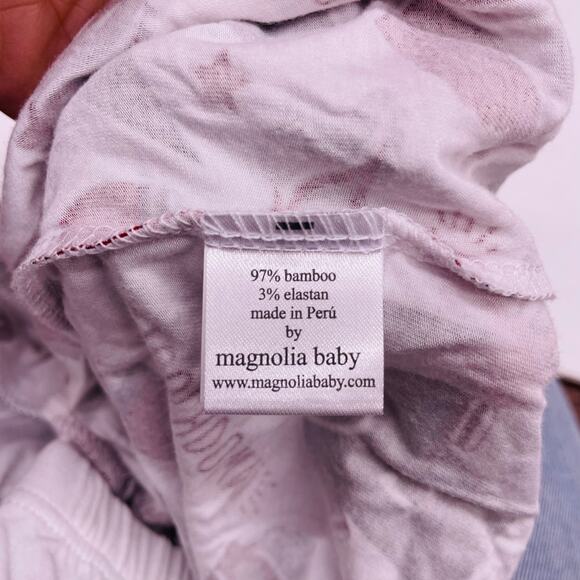 97% bamboo
3% elastan
made in Perú
by
magnolia baby
www.magnoliababy.com